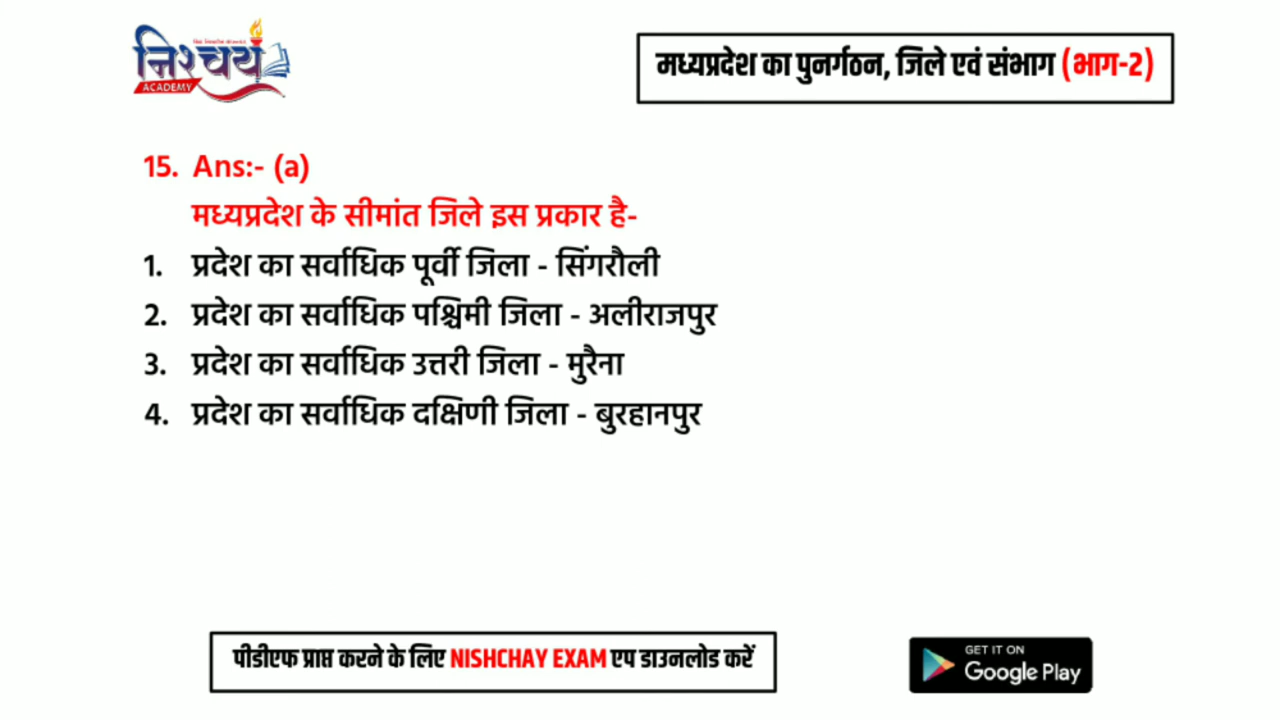 निश्चय
ACADEMY
मध्यप्रदेश का पुनर्गठन, जिले एवं संभाग (भाग-2)
15. Ans:- (a)
मध्यप्रदेश के सीमांत जिले इस प्रकार है-
1. प्रदेश का सर्वाधिक पूर्वी जिला - सिंगरौली
2. प्रदेश का सर्वाधिक पश्चिमी जिला - अलीराजपुर
3. प्रदेश का सर्वाधिक उत्तरी जिला - मुरैना
4. प्रदेश का सर्वाधिक दक्षिणी जिला - बुरहानपुर
पीडीएफ प्राप्त करने के लिए NISHCHAY EXAM एप डाउनलोड करें
GET IT ON
Google Play